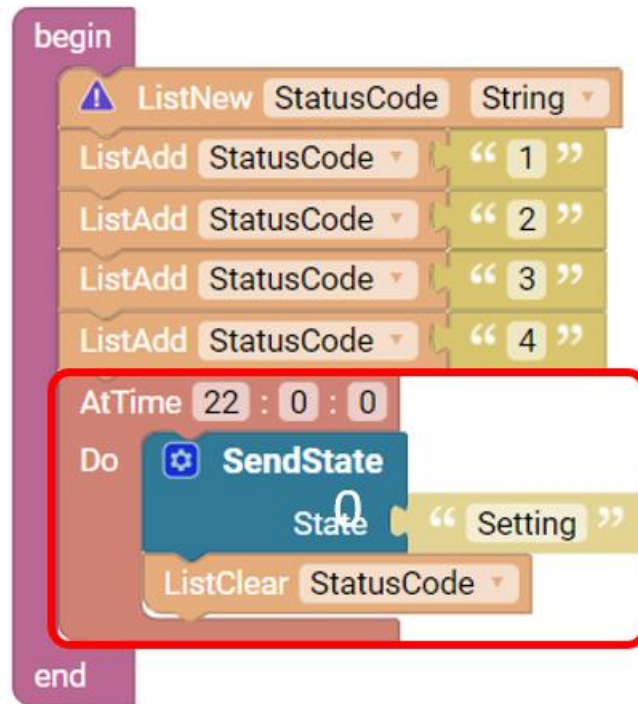 begin
ListNew StatusCode String
ListAdd StatusCode “ 1 ”
ListAdd StatusCode “ 2 ”
ListAdd StatusCode “ 3 ”
ListAdd StatusCode “ 4 ”
AtTime 22 : 0 : 0
Do SendState
0
State “ Setting ”
ListClear StatusCode
end